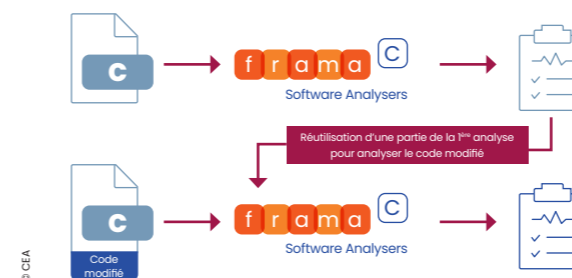 C
frama C
Software Analysers
Réutilisation d'une partie de la 1ère analyse
pour analyser le code modifié
C
frama C
Software Analysers
Code
modifié
© CEA